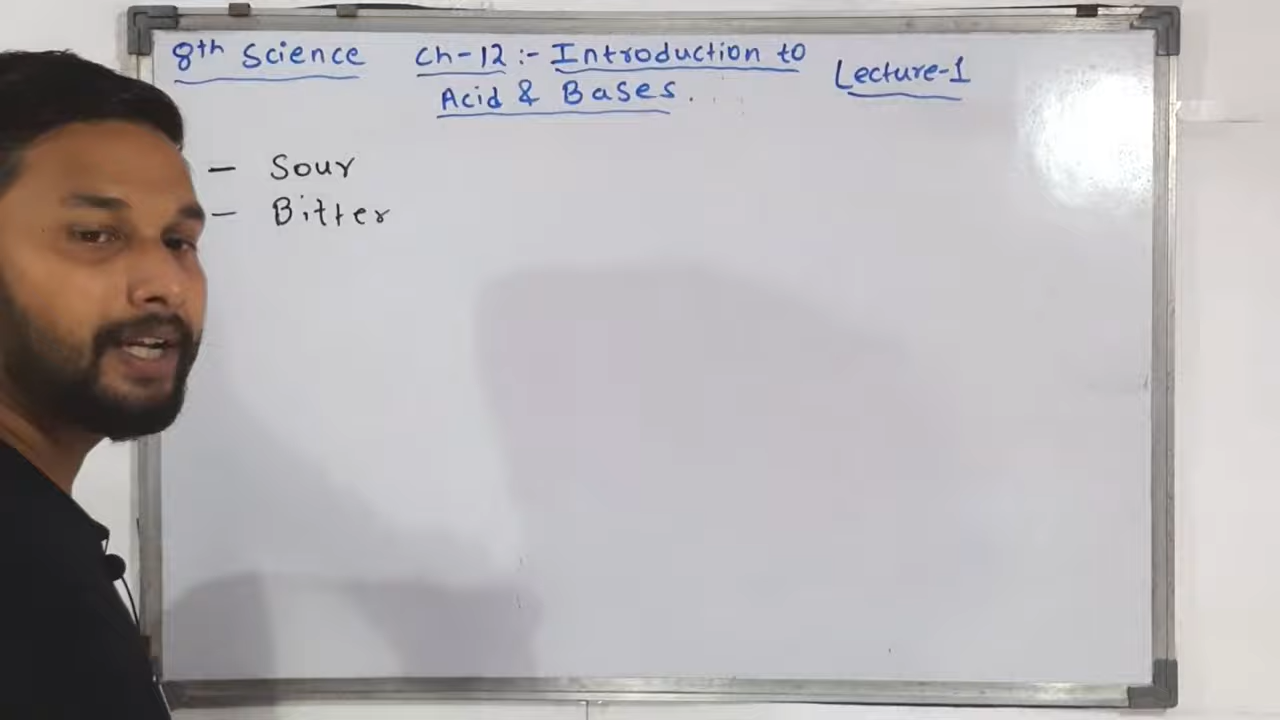 8th Science Ch-12 :- Introduction to Lecture-1
Acid & Bases.
- Sour
- Bitter